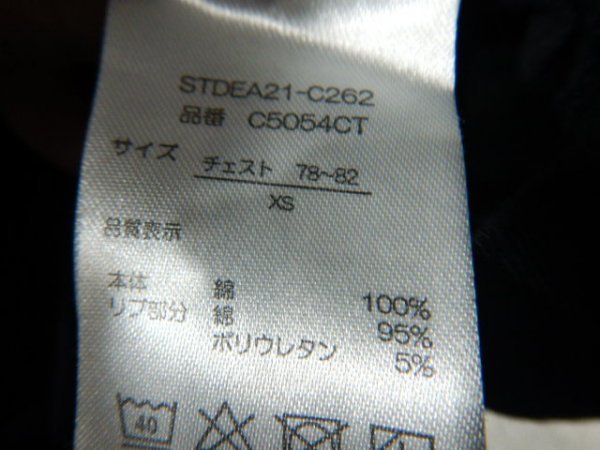 STDEA21-C262
品番 C5054CT
サイズ チェスト 78~82
XS
品質表示
本体 綿 100%
リブ部分 綿 95%
ポリウレタン 5%
40